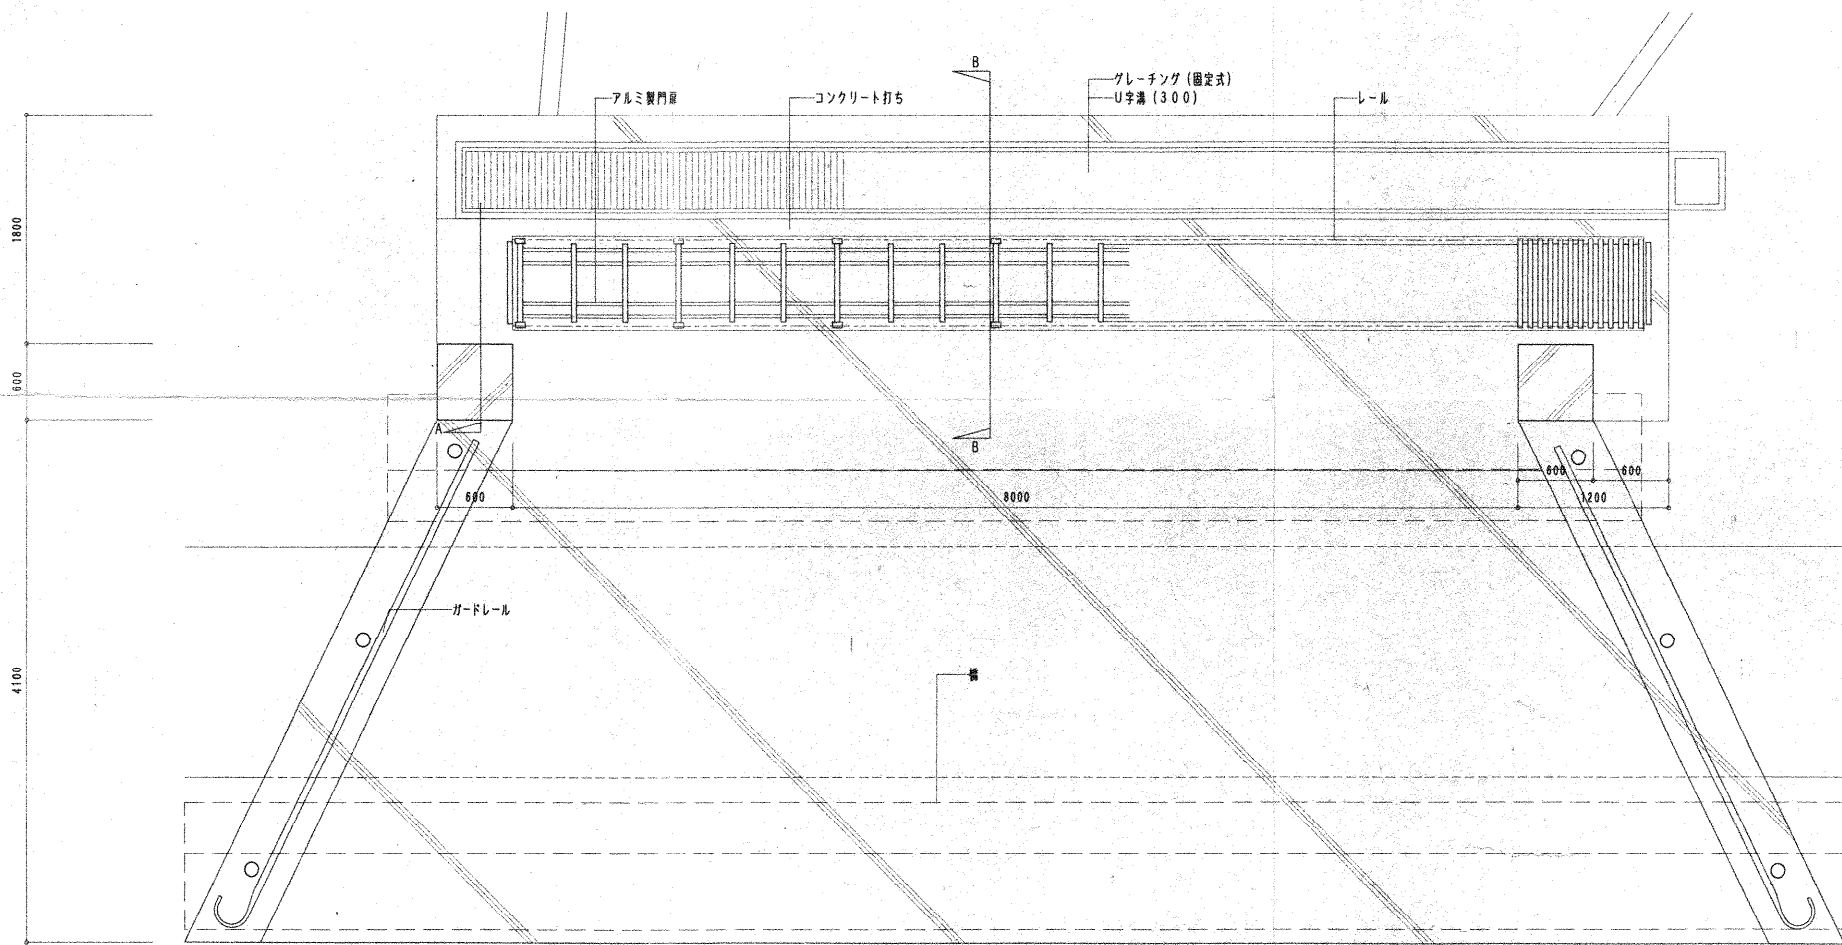 B
グレーチング (固定式)
アルミ製門扉
コンクリート打ち
U字溝 (300)
レール
1800
600
A
B
600
600
600
8000
1200
ガードレール
橋
4100